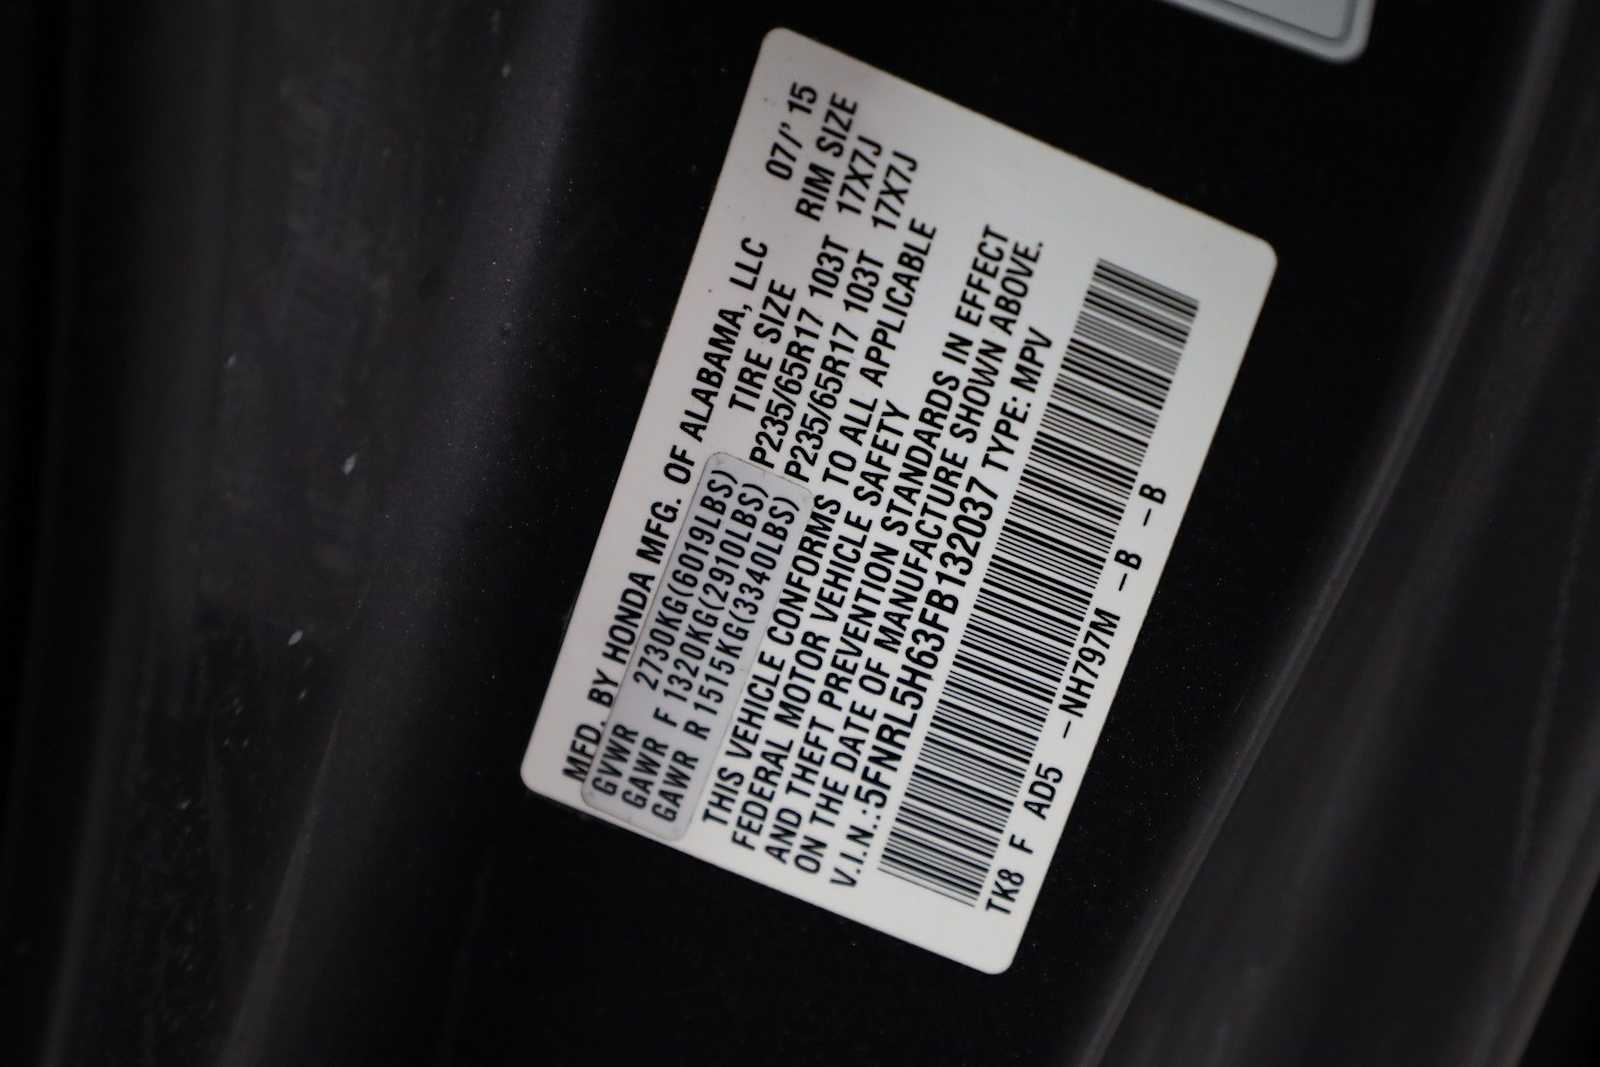 MFD. BY HONDA MFG. OF ALABAMA, LLC 07/' 15
GVWR 2730KG(6019LBS) TIRE SIZE RIM SIZE
GAWR F 1320KG(2910LBS) P235/65R17 103T 17X7J
GAWR R 1515KG(3340LBS) P235/65R17 103T 17X7J
THIS VEHICLE CONFORMS TO ALL APPLICABLE
FEDERAL MOTOR VEHICLE SAFETY
AND THEFT PREVENTION STANDARDS IN EFFECT
ON THE DATE OF MANUFACTURE SHOWN ABOVE.
V.I.N.:5FNRL5H63FB132037 TYPE: MPV
TK8 F AD5 -NH797M -B -B